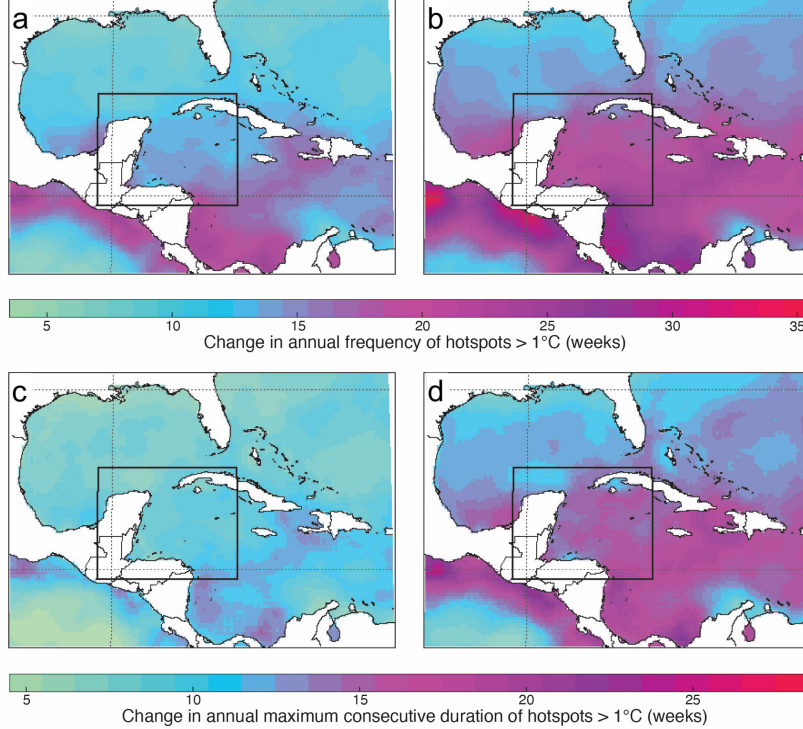 a
b
5 10 15 20 25 30 35
Change in annual frequency of hotspots > 1°C (weeks)
c
d
5 10 15 20 25
Change in annual maximum consecutive duration of hotspots > 1°C (weeks)